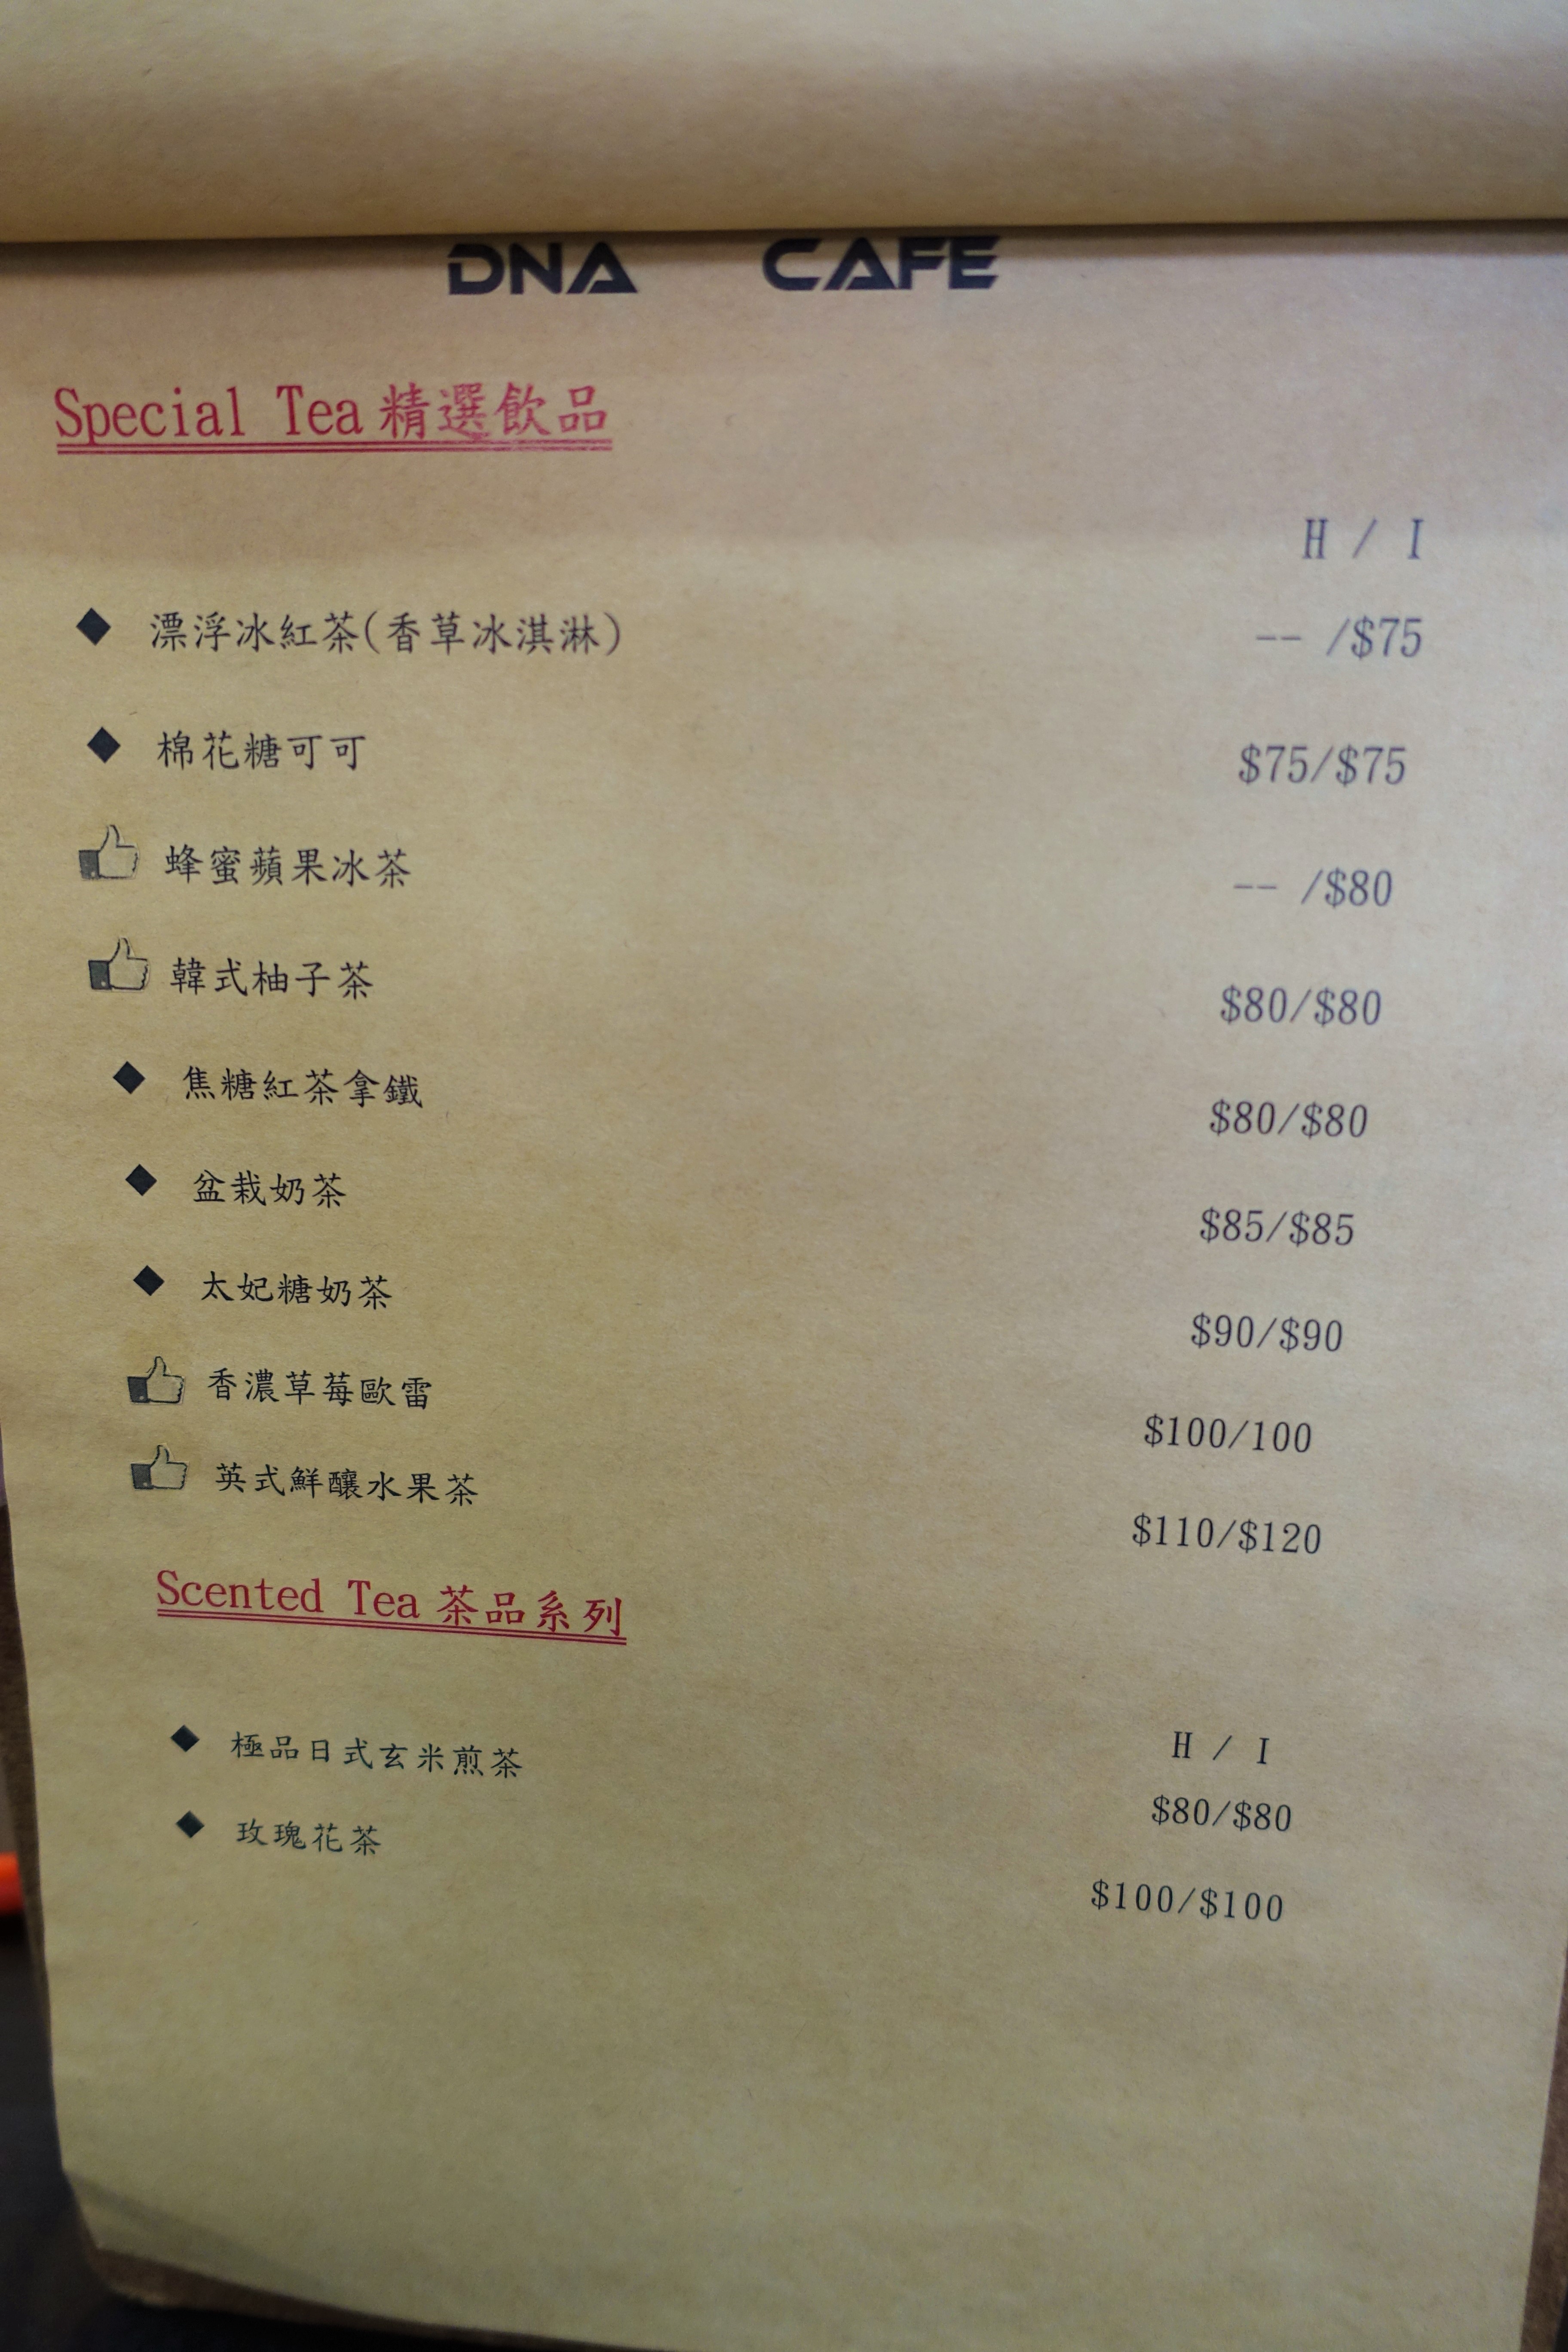 DNA CAFE
Special Tea 精選飲品
H / I
◆ 漂浮冰紅茶(香草冰淇淋) -- /$75
◆ 棉花糖可可 $75/$75
蜂蜜蘋果冰茶 -- /$80
韓式柚子茶 $80/$80
◆ 焦糖紅茶拿鐵 $80/$80
◆ 盆栽奶茶 $85/$85
◆ 太妃糖奶茶 $90/$90
香濃草莓歐雷 $100/100
英式鮮釀水果茶 $110/$120
Scented Tea 茶品系列
H / I
◆ 極品日式玄米煎茶 $80/$80
◆ 玫瑰花茶 $100/$100